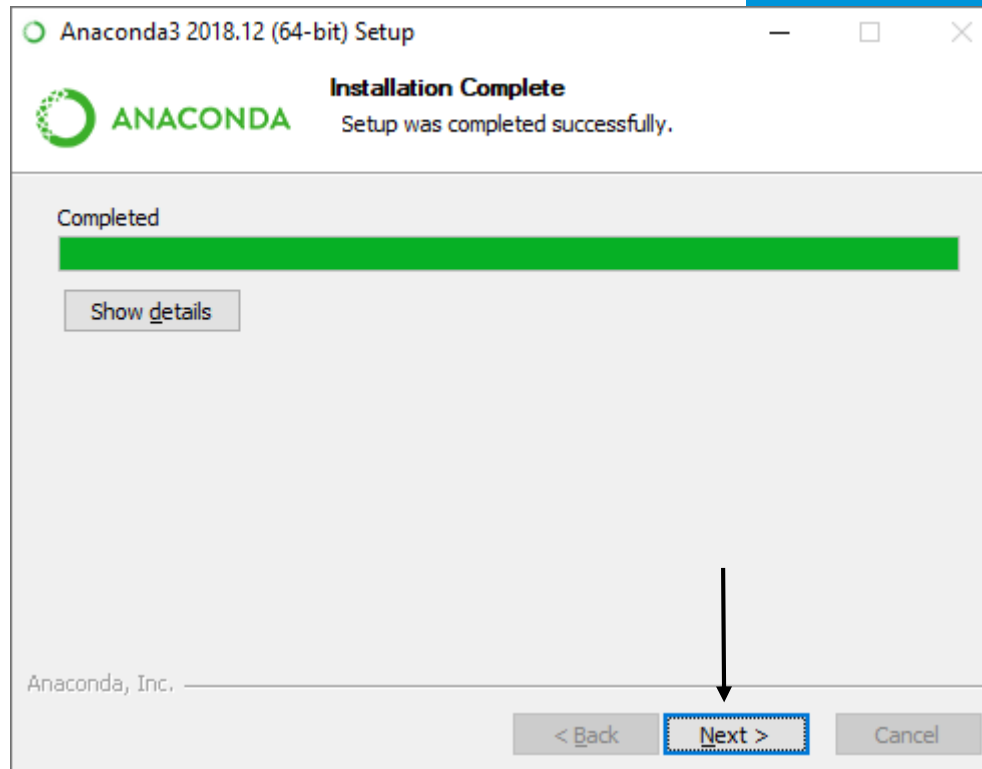 Anaconda3 2018.12 (64-bit) Setup
ANACONDA
Installation Complete
Setup was completed successfully.
Completed
Show details
Anaconda, Inc.
< Back
Next >
Cancel